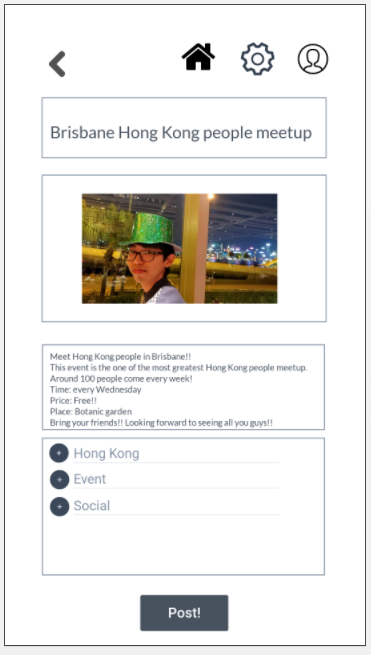 Brisbane Hong Kong people meetup
Meet Hong Kong people in Brisbane!!
This event is the one of the most greatest Hong Kong people meetup.
Around 100 people come every week!
Time: every Wednesday
Price: Free!!
Place: Botanic garden
Bring your friends!! Looking forward to seeing all you guys!!
+ Hong Kong
+ Event
+ Social
Post!